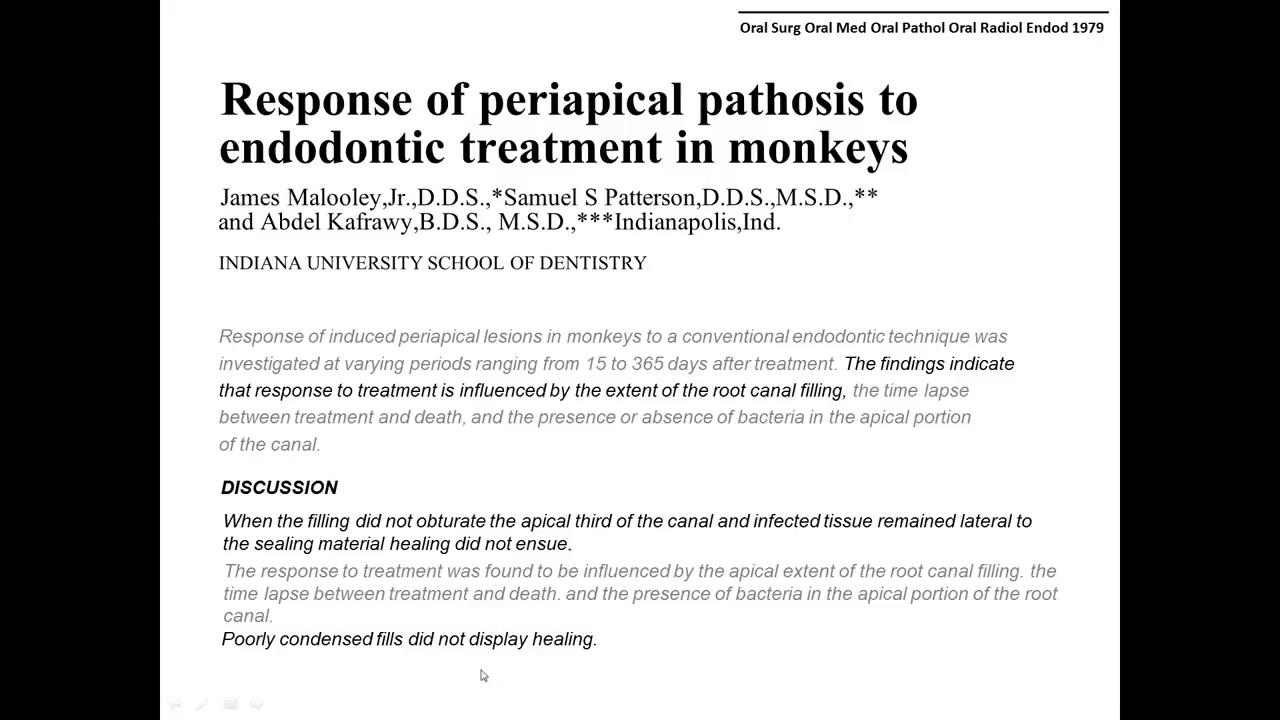 Oral Surg Oral Med Oral Pathol Oral Radiol Endod 1979
Response of periapical pathosis to
endodontic treatment in monkeys
James Malooley,Jr.,D.D.S.,*Samuel S Patterson,D.D.S.,M.S.D.,**
and Abdel Kafrawy,B.D.S., M.S.D.,***Indianapolis,Ind.
INDIANA UNIVERSITY SCHOOL OF DENTISTRY
Response of induced periapical lesions in monkeys to a conventional endodontic technique was
investigated at varying periods ranging from 15 to 365 days after treatment. The findings indicate
that response to treatment is influenced by the extent of the root canal filling, the time lapse
between treatment and death, and the presence or absence of bacteria in the apical portion
of the canal.
DISCUSSION
When the filling did not obturate the apical third of the canal and infected tissue remained lateral to
the sealing material healing did not ensue.
The response to treatment was found to be influenced by the apical extent of the root canal filling. the
time lapse between treatment and death. and the presence of bacteria in the apical portion of the root
canal.
Poorly condensed fills did not display healing.